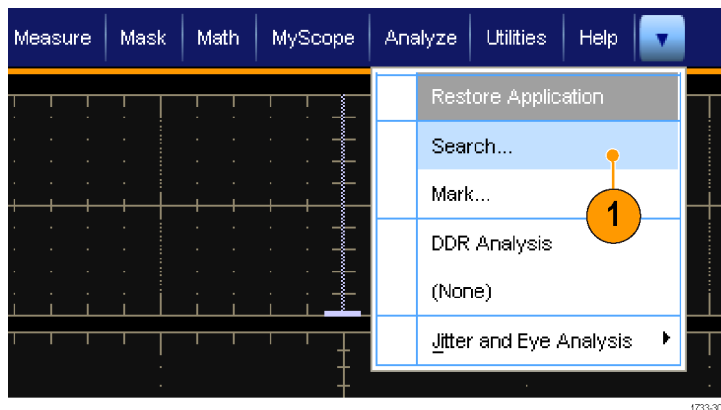 Measure Mask Math MyScope Analyze Utilities Help
Restore Application
Search...
Mark...
1
DDR Analysis
(None)
Jitter and Eye Analysis